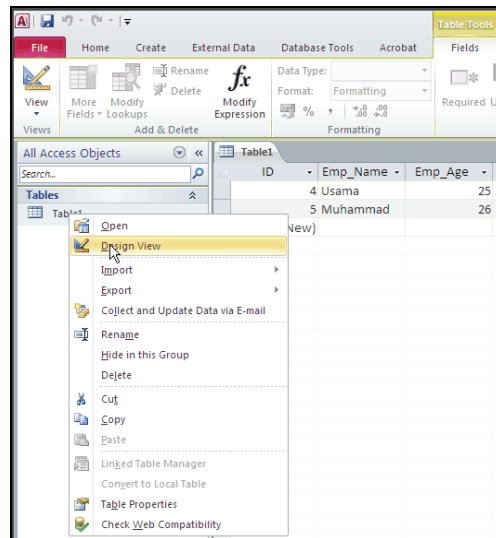 Table Tools
File Home Create External Data Database Tools Acrobat Fields
View
Views
More Fields
Modify Lookups
Rename
Delete
fx
Modify Expression
Add & Delete
Data Type:
Format: Formatting
% ,
Formatting
Required
All Access Objects
Search...
Tables
Table1
Table1
ID Emp_Name Emp_Age
4 Usama 25
5 Muhammad 26
New)
Open
Design View
Import
Export
Collect and Update Data via E-mail
Rename
Hide in this Group
Delete
Cut
Copy
Paste
Linked Table Manager
Convert to Local Table
Table Properties
Check Web Compatibility